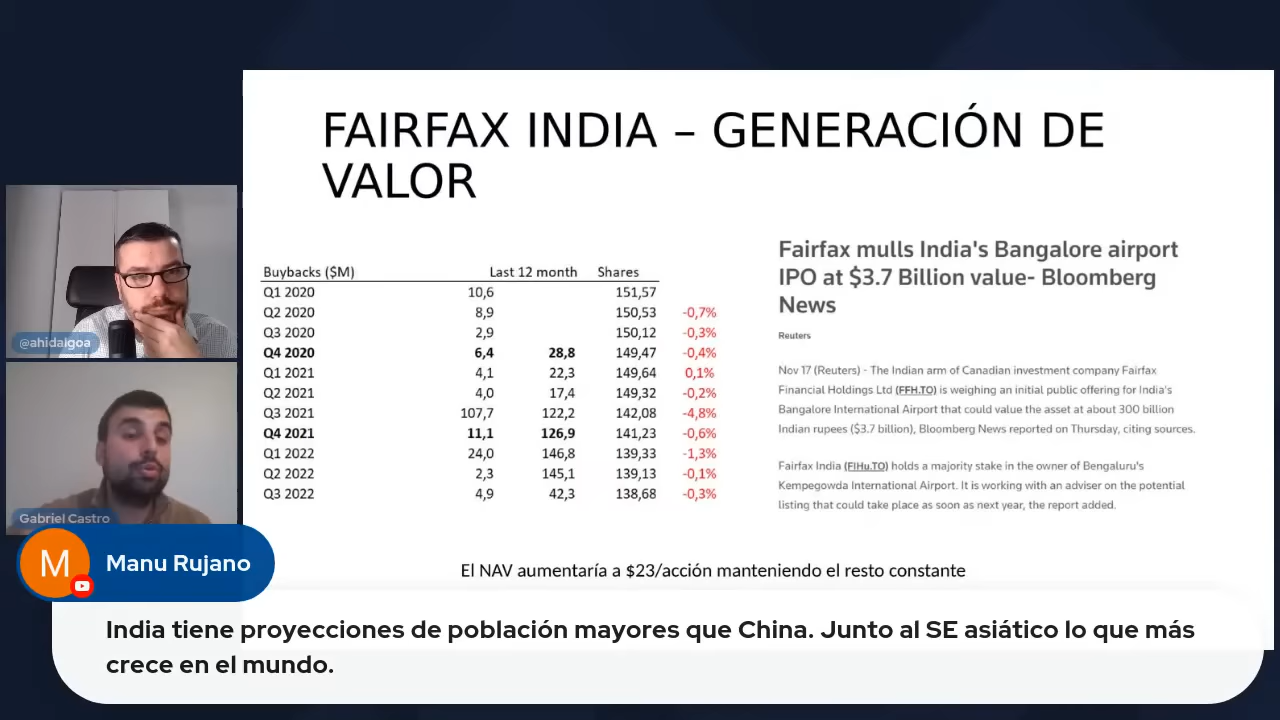 FAIRFAX INDIA – GENERACIÓN DE
VALOR
Buybacks ($M) Last 12 month Shares
Q1 2020 10,6 151,57
Q2 2020 8,9 150,53 -0,7%
Q3 2020 2,9 150,12 -0,3%
Q4 2020 6,4 28,8 149,47 -0,4%
Q1 2021 4,1 22,3 149,64 0,1%
Q2 2021 4,0 17,4 149,32 -0,2%
Q3 2021 107,7 122,2 142,08 -4,8%
Q4 2021 11,1 126,9 141,23 -0,6%
Q1 2022 24,0 146,8 139,33 -1,3%
Q2 2022 2,3 145,1 139,13 -0,1%
Q3 2022 4,9 42,3 138,68 -0,3%
Fairfax mulls India's Bangalore airport
IPO at $3.7 Billion value- Bloomberg
News
Reuters
Nov 17 (Reuters) - The Indian arm of Canadian investment company Fairfax
Financial Holdings Ltd (FFH.TO) is weighing an initial public offering for India's
Bangalore International Airport that could value the asset at about 300 billion
Indian rupees ($3.7 billion), Bloomberg News reported on Thursday, citing sources.
Fairfax India (FIHu.TO) holds a majority stake in the owner of Bengaluru's
Kempegowda International Airport. It is working with an adviser on the potential
listing that could take place as soon as next year, the report added.
El NAV aumentaría a $23/acción manteniendo el resto constante
@ahidalgoa
Gabriel Castro
M
Manu Rujano
India tiene proyecciones de población mayores que China. Junto al SE asiático lo que más
crece en el mundo.